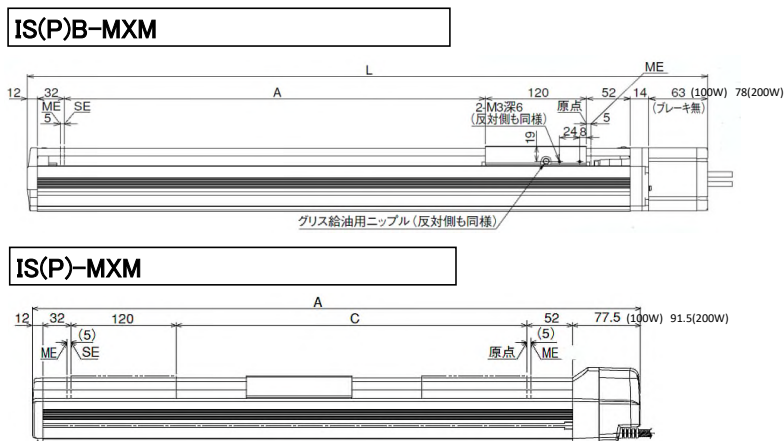 IS(P)B-MXM
L
ME
12 32 A 120 52 14 63 (100W) 78(200W)
ME SE 2-M3深6 原点 (ブレーキ無)
5 (反対側も同様) 5
19 24 8
グリス給油用ニップル(反対側も同様)
IS(P)-MXM
A
12 32 120 C 52 77.5 (100W) 91.5(200W)
(5) (5)
ME SE 原点 ME